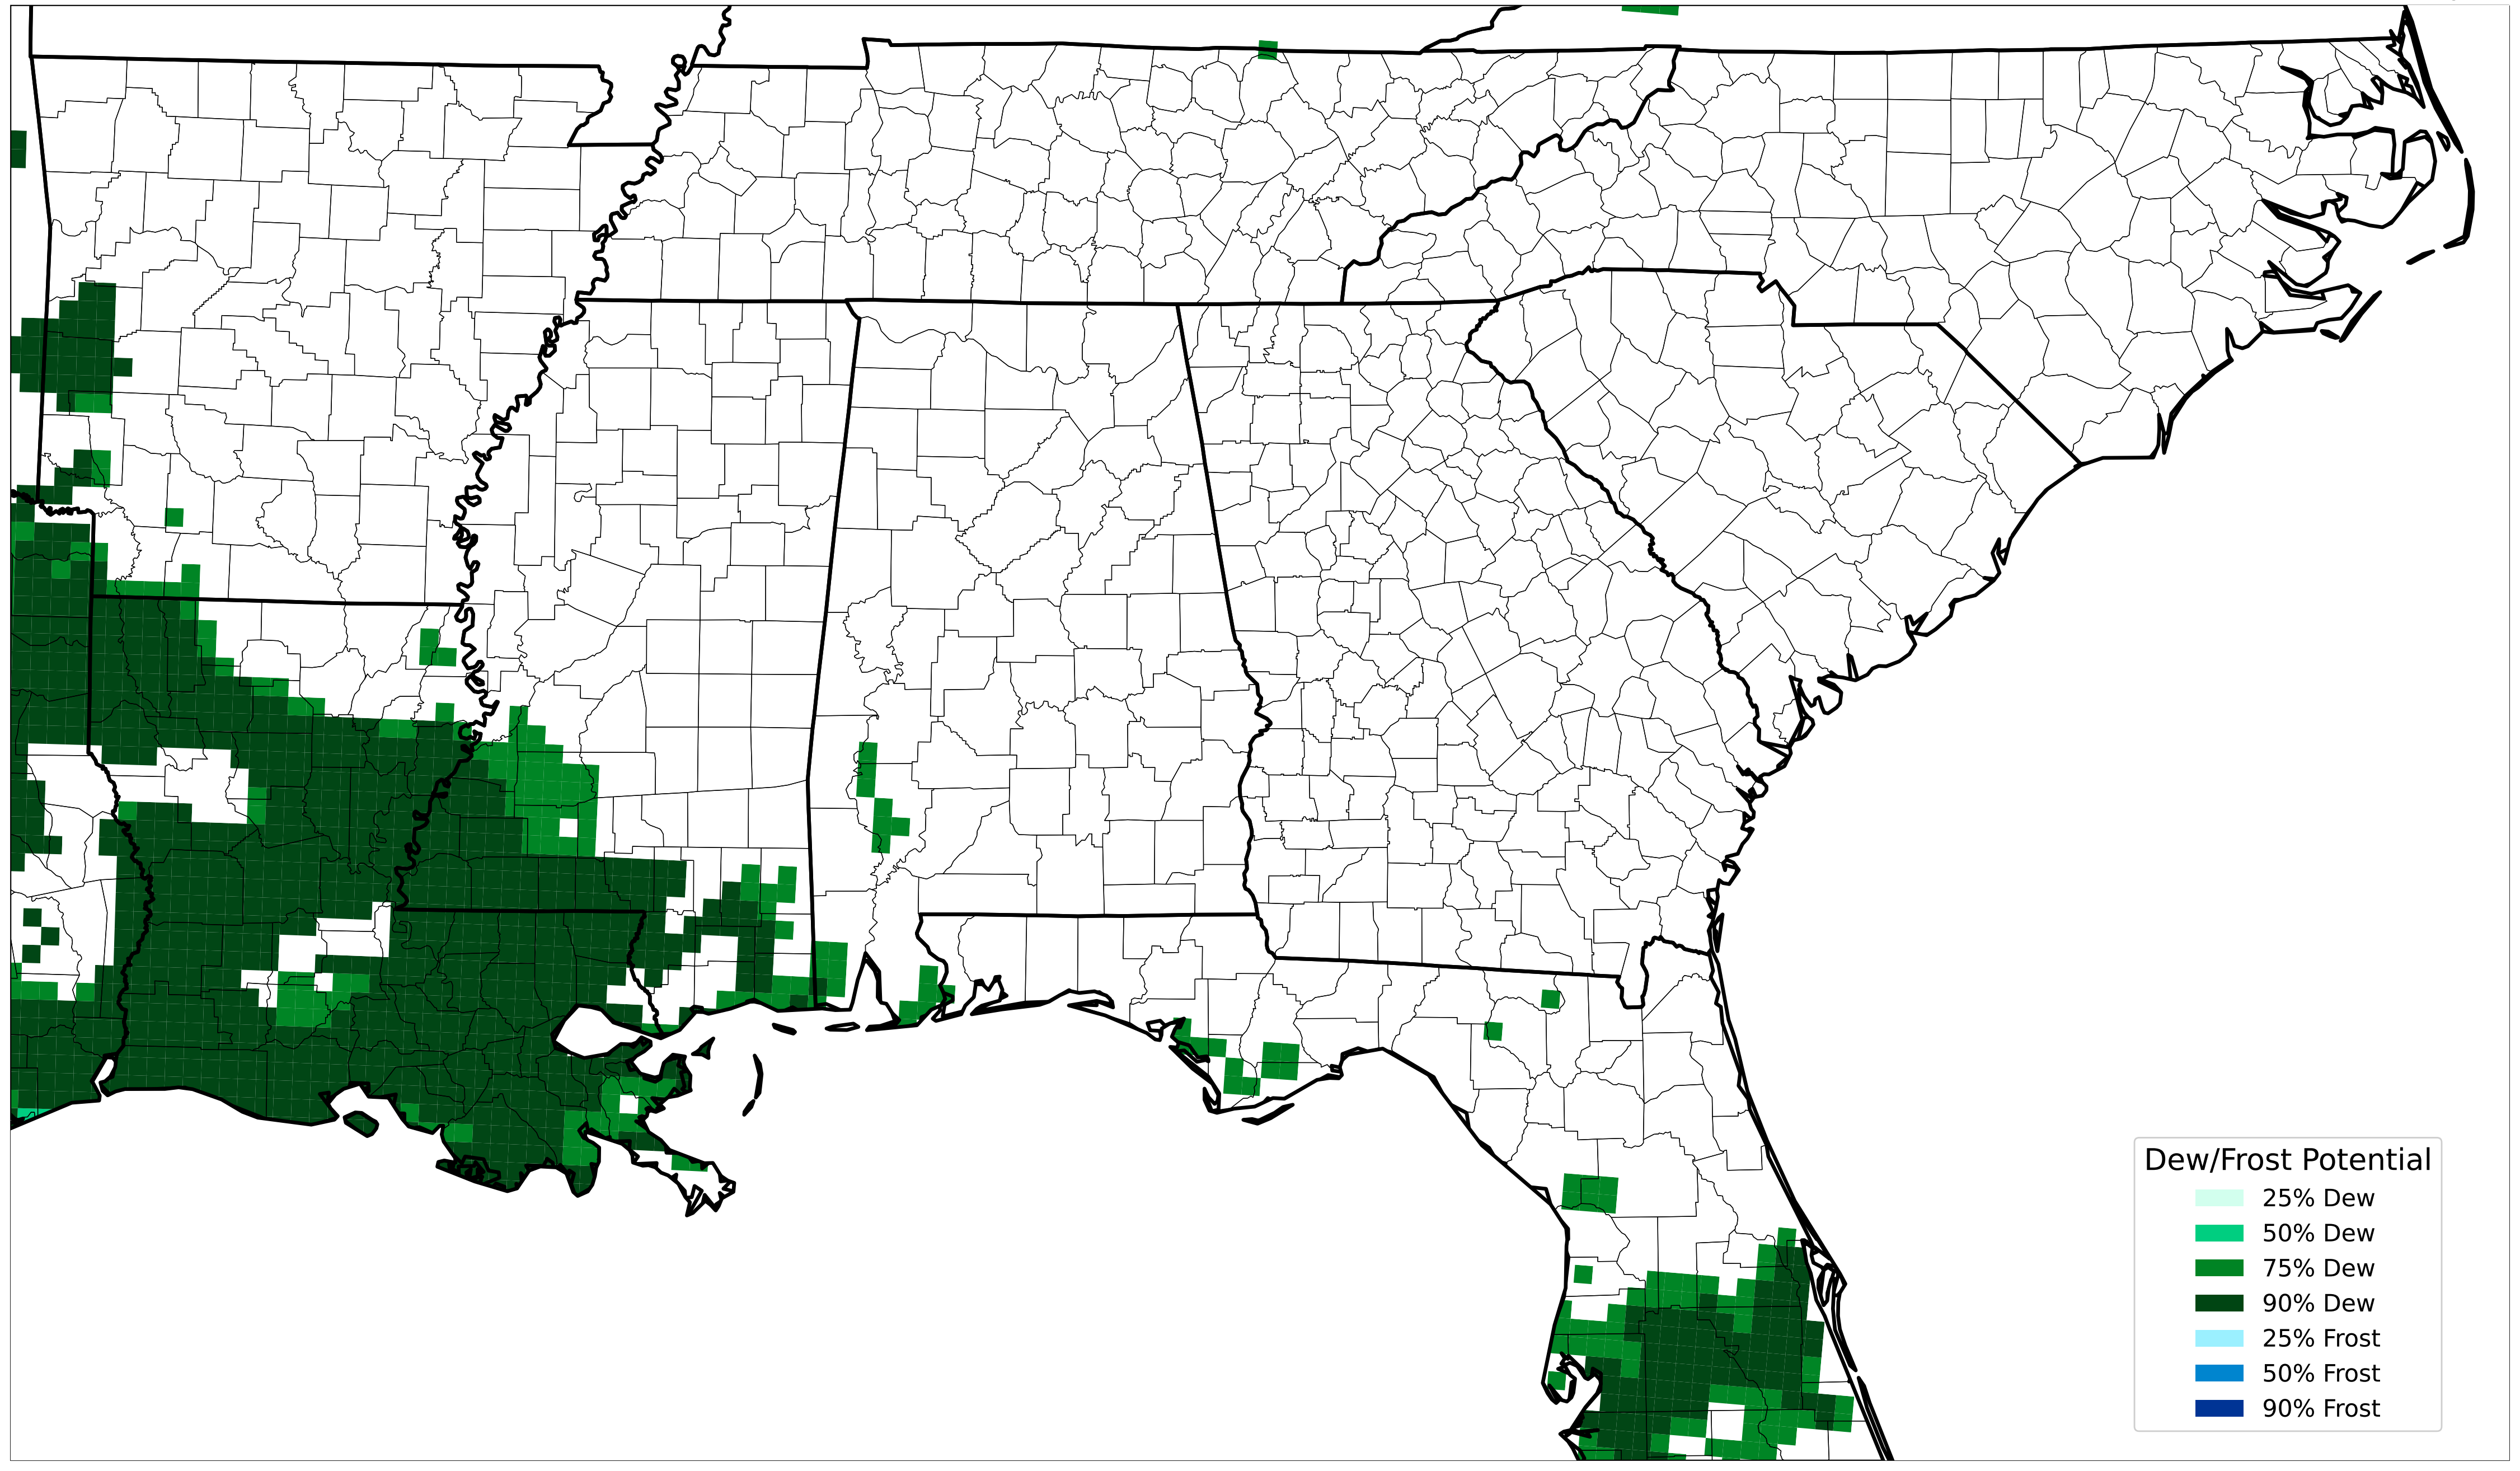 Dew/Frost Potential
25% Dew
50% Dew
75% Dew
90% Dew
25% Frost
50% Frost
90% Frost